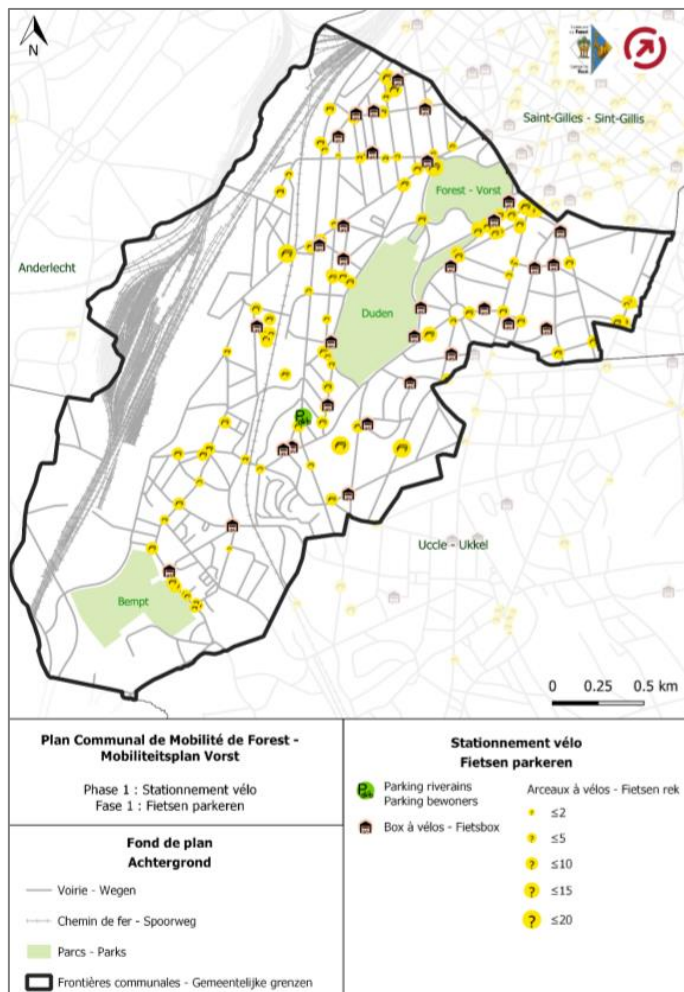 N
Saint-Gilles - Sint-Gillis
Forest - Vorst
Anderlecht
Duden
Uccle - Ukkel
Bempt
0 0.25 0.5 km
Plan Communal de Mobilité de Forest -
Mobiliteitsplan Vorst
Phase 1 : Stationnement vélo
Fase 1 : Fietsen parkeren
Fond de plan
Achtergrond
Voirie - Wegen
Chemin de fer - Spoorweg
Parcs - Parks
Frontières communales - Gemeentelijke grenzen
Stationnement vélo
Fietsen parkeren
Parking riverains
Parking bewoners
Box à vélos - Fietsbox
Arceaux à vélos - Fietsen rek
≤2
? ≤5
? ≤10
? ≤15
? ≤20